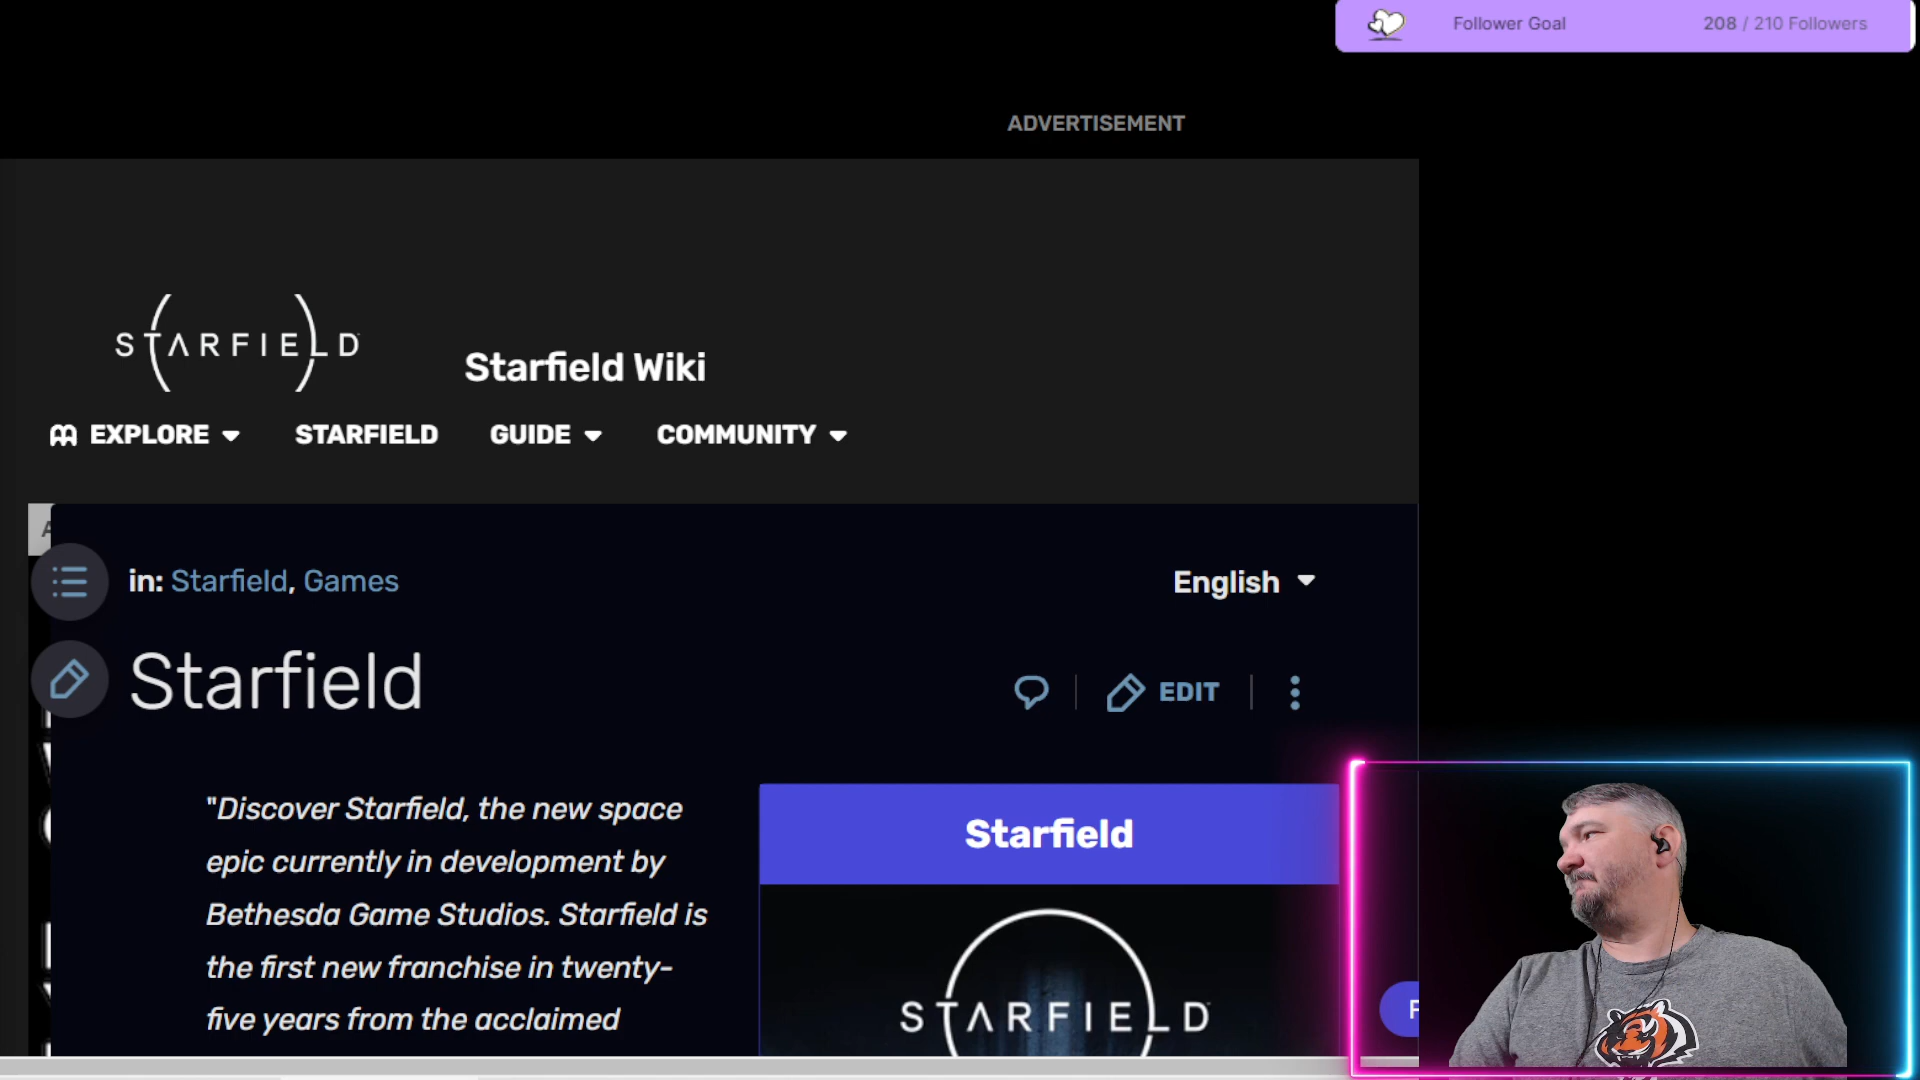 Follower Goal 208 / 210 Followers
ADVERTISEMENT
STARFIELD
Starfield Wiki
EXPLORE STARFIELD GUIDE COMMUNITY
in: Starfield, Games
English
Starfield
EDIT
"Discover Starfield, the new space
epic currently in development by
Bethesda Game Studios. Starfield is
the first new franchise in twenty-
five years from the acclaimed
Starfield
STARFIELD